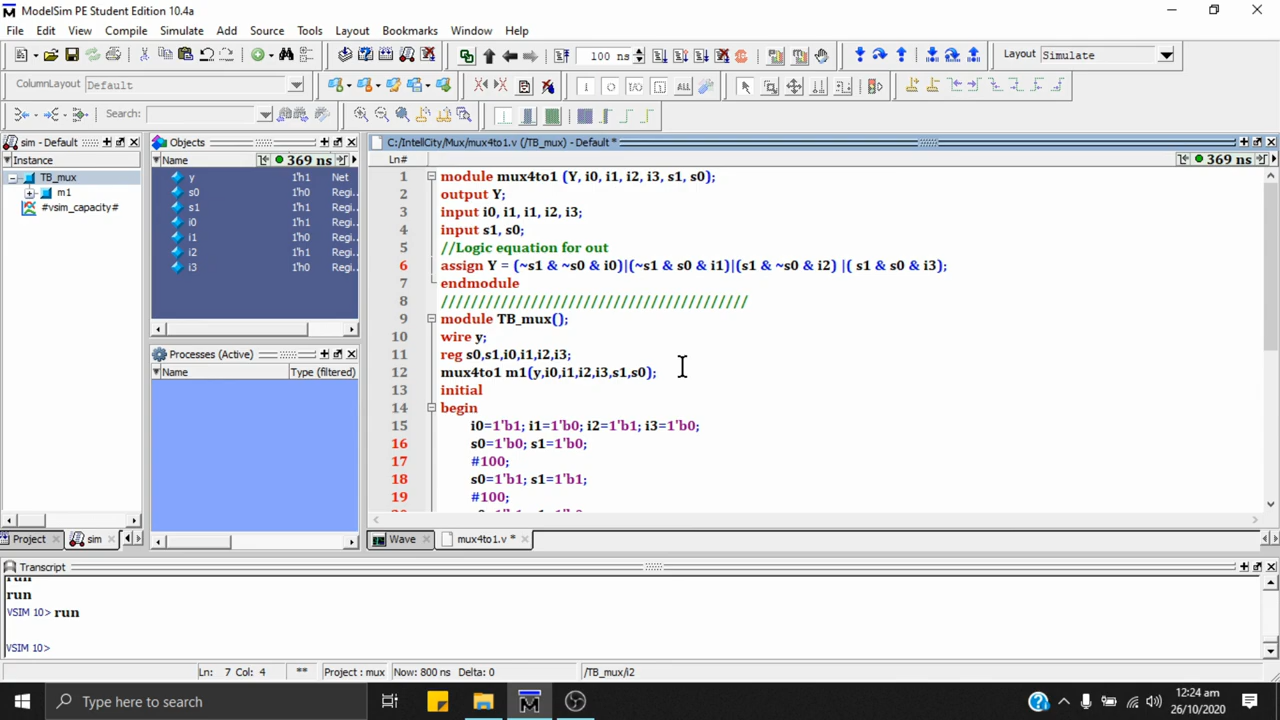 ModelSim PE Student Edition 10.4a
File Edit View Compile Simulate Add Source Tools Layout Bookmarks Window Help
100 ns
Layout Simulate
ColumnLayout Default
Search:
sim - Default
Instance
TB_mux
m1
#vsim_capacity#
Objects
Name 369 ns
y 1'h1 Net
s0 1'h0 Regi...
s1 1'h0 Regi...
i0 1'h1 Regi...
i1 1'h0 Regi...
i2 1'h1 Regi...
i3 1'h0 Regi...
Processes (Active)
Name Type (filtered)
C:/IntellCity/Mux/mux4to1.v (/TB_mux) - Default *
Ln# 369 ns
1 module mux4to1 (Y, i0, i1, i2, i3, s1, s0);
2 output Y;
3 input i0, i1, i1, i2, i3;
4 input s1, s0;
5 //Logic equation for out
6 assign Y = (~s1 & ~s0 & i0)|(~s1 & s0 & i1)|(s1 & ~s0 & i2) |( s1 & s0 & i3);
7 endmodule
8 /////////////////////////////////////////
9 module TB_mux();
10 wire y;
11 reg s0,s1,i0,i1,i2,i3;
12 mux4to1 m1(y,i0,i1,i2,i3,s1,s0);
13 initial
14 begin
15 i0=1'b1; i1=1'b0; i2=1'b1; i3=1'b0;
16 s0=1'b0; s1=1'b0;
17 #100;
18 s0=1'b1; s1=1'b1;
19 #100;
Project sim
Wave mux4to1.v *
Transcript
run
run
VSIM 10> run
VSIM 10>
Ln: 7 Col: 4 ** Project : mux Now: 800 ns Delta: 0 /TB_mux/i2
Type here to search
12:24 am
26/10/2020